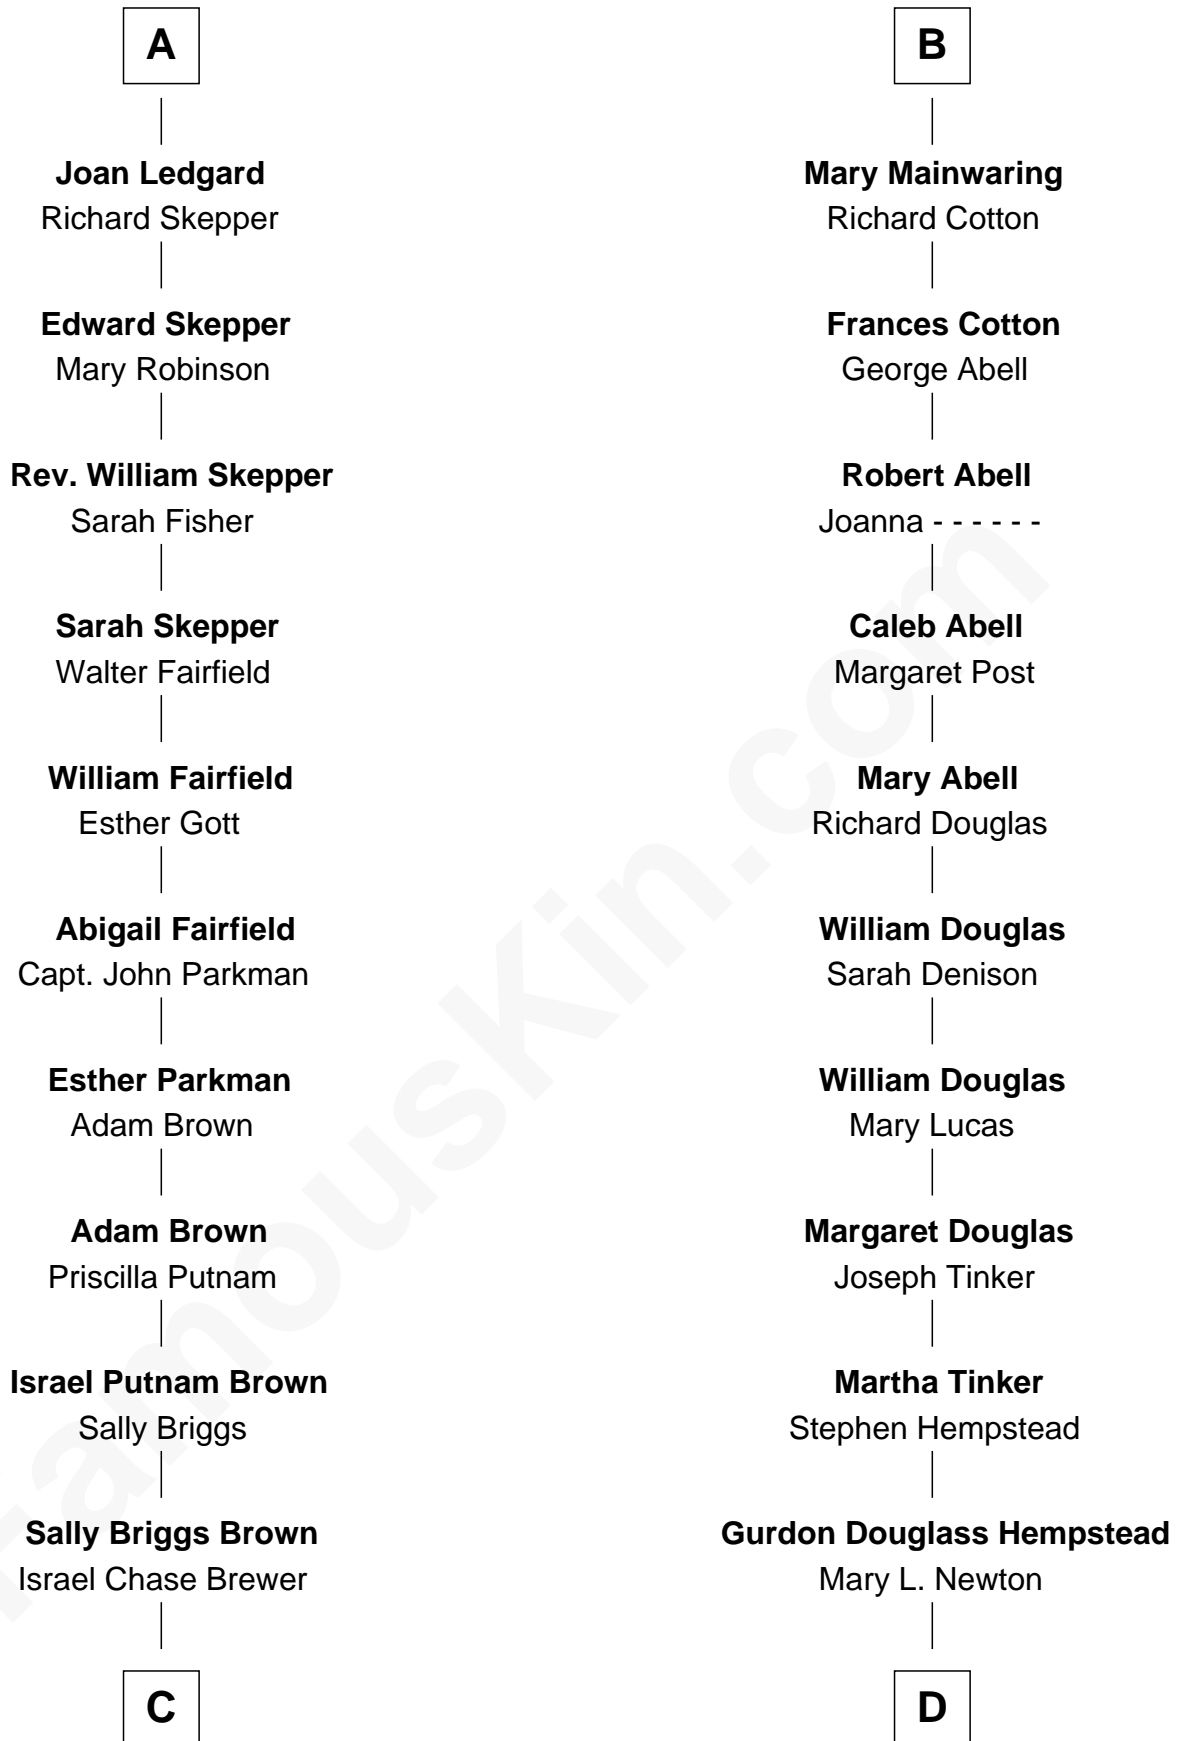 A
Joan Ledgard
Richard Skepper
Edward Skepper
Mary Robinson
Rev. William Skepper
Sarah Fisher
Sarah Skepper
Walter Fairfield
William Fairfield
Esther Gott
Abigail Fairfield
Capt. John Parkman
Esther Parkman
Adam Brown
Adam Brown
Priscilla Putnam
Israel Putnam Brown
Sally Briggs
Sally Briggs Brown
Israel Chase Brewer
C
B
Mary Mainwaring
Richard Cotton
Frances Cotton
George Abell
Robert Abell
Joanna - - - - - -
Caleb Abell
Margaret Post
Mary Abell
Richard Douglas
William Douglas
Sarah Denison
William Douglas
Mary Lucas
Margaret Douglas
Joseph Tinker
Martha Tinker
Stephen Hempstead
Gurdon Douglass Hempstead
Mary L. Newton
D
FamousKin.com